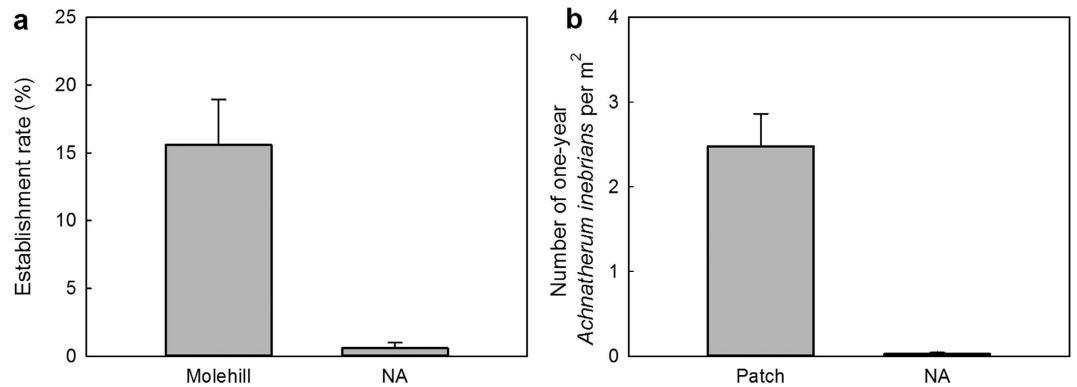 a
Establishment rate (%)
25
20
15
10
5
0
Molehill NA
b
Number of one-year
Achnatherum inebrians per m²
4
3
2
1
0
Patch NA